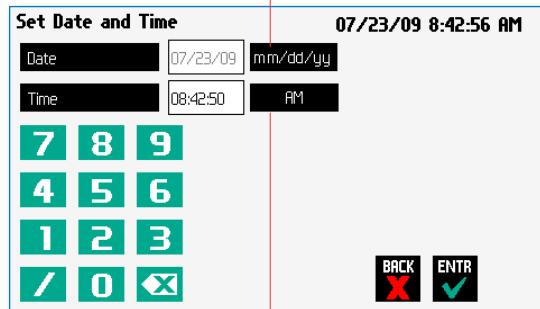 Set Date and Time 07/23/09 8:42:56 AM
Date 07/23/09 mm/dd/yy
Time 08:42:50 AM
7 8 9
4 5 6
1 2 3
/ 0 X
BACK ENTR